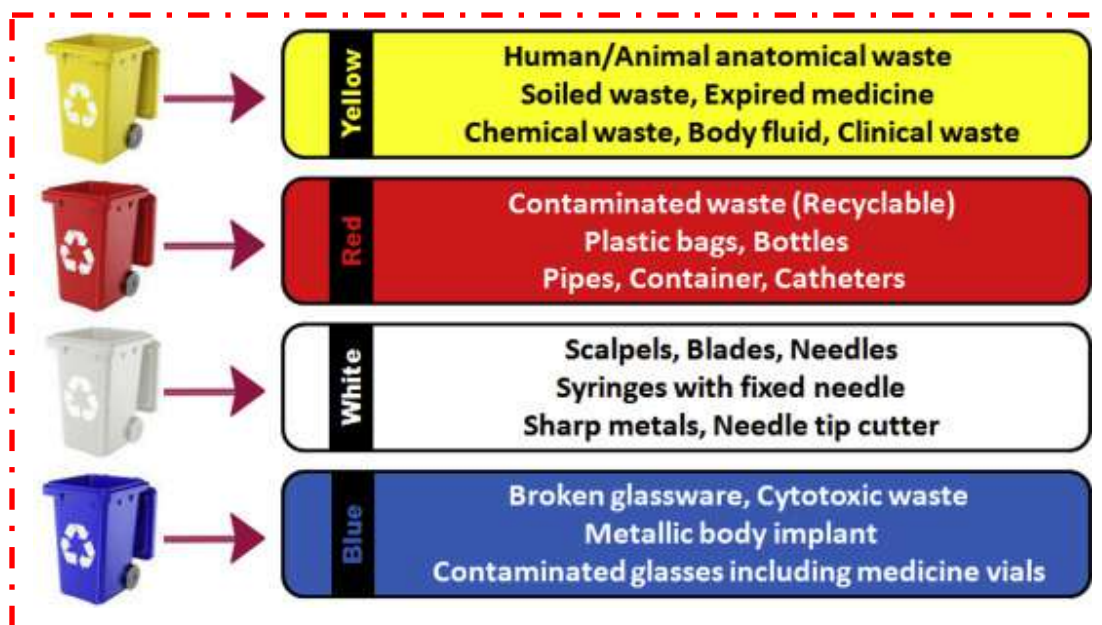 Yellow
Human/Animal anatomical waste
Soiled waste, Expired medicine
Chemical waste, Body fluid, Clinical waste
Red
Contaminated waste (Recyclable)
Plastic bags, Bottles
Pipes, Container, Catheters
White
Scalpels, Blades, Needles
Syringes with fixed needle
Sharp metals, Needle tip cutter
Blue
Broken glassware, Cytotoxic waste
Metallic body implant
Contaminated glasses including medicine vials